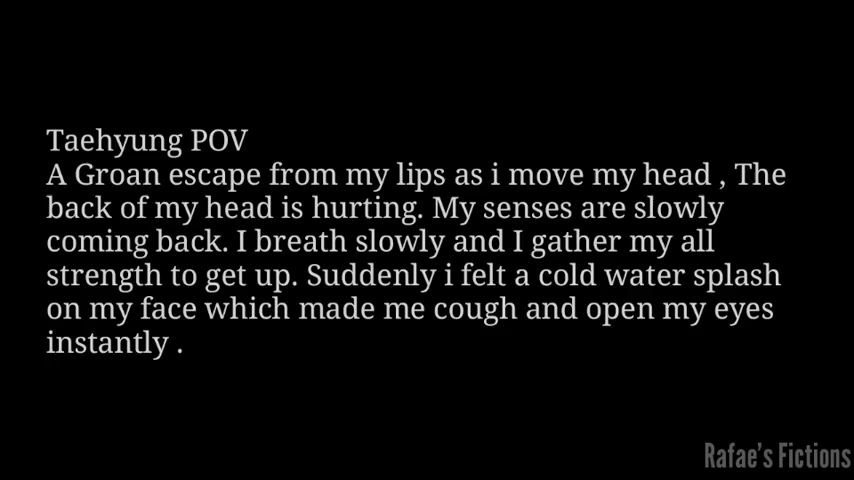 Taehyung POV
A Groan escape from my lips as i move my head , The
back of my head is hurting. My senses are slowly
coming back. I breath slowly and I gather my all
strength to get up. Suddenly i felt a cold water splash
on my face which made me cough and open my eyes
instantly .
Rafae's Fictions